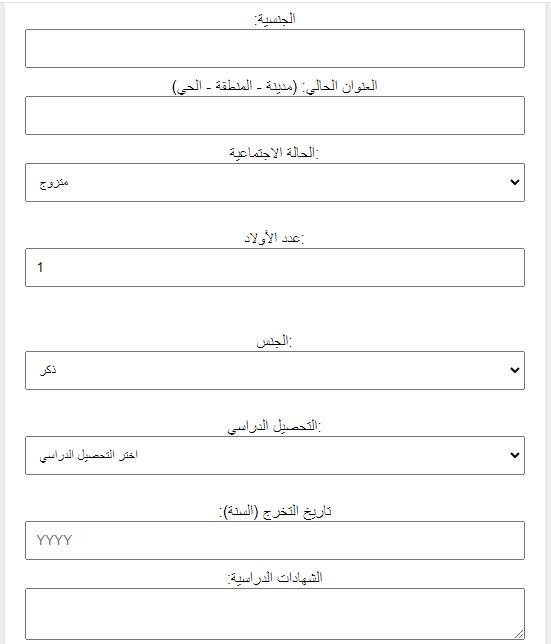 الجنسية:
العنوان الحالي: (مدينة - المنطقة - الحي)
الحالة الاجتماعية:
متزوج
عدد الأولاد:
1
الجنس:
ذكر
التحصيل الدراسي:
اختر التحصيل الدراسي
تاريخ التخرج (السنة):
YYYY
الشهادات الدراسية: